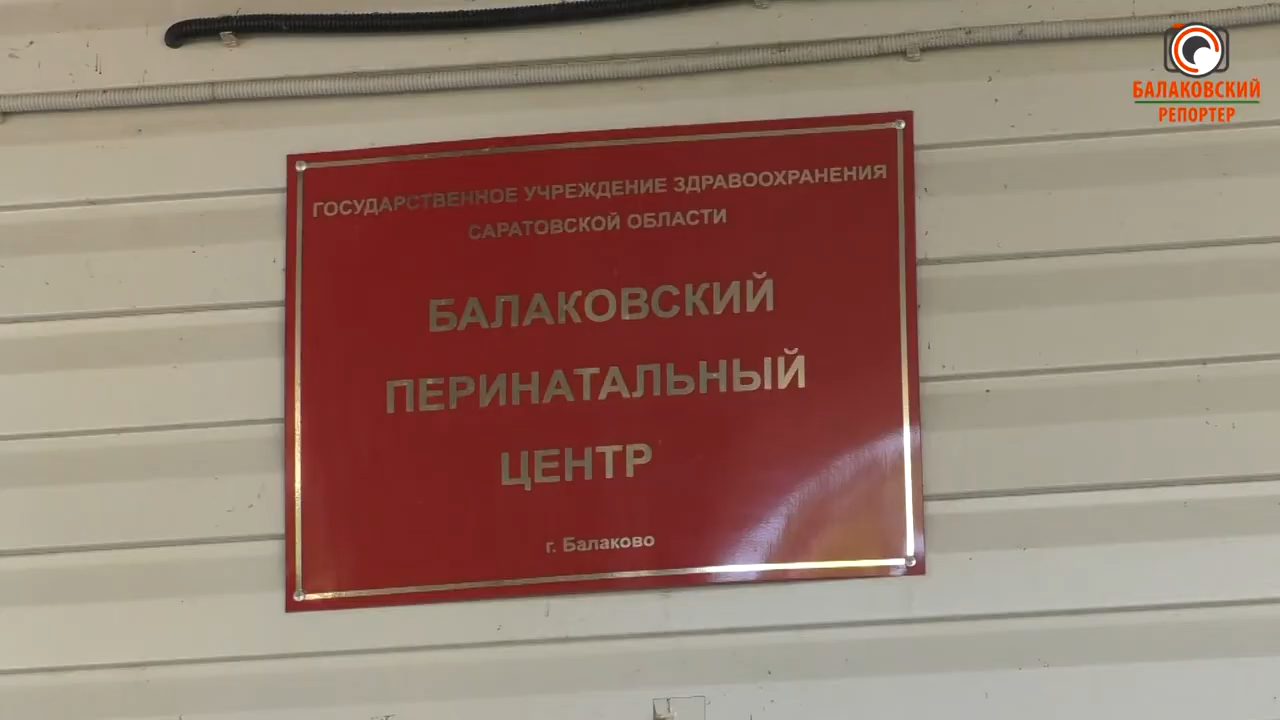 БАЛАКОВСКИЙ
РЕПОРТЕР
ГОСУДАРСТВЕННОЕ УЧРЕЖДЕНИЕ ЗДРАВООХРАНЕНИЯ
САРАТОВСКОЙ ОБЛАСТИ
БАЛАКОВСКИЙ
ПЕРИНАТАЛЬНЫЙ
ЦЕНТР
г. Балаково